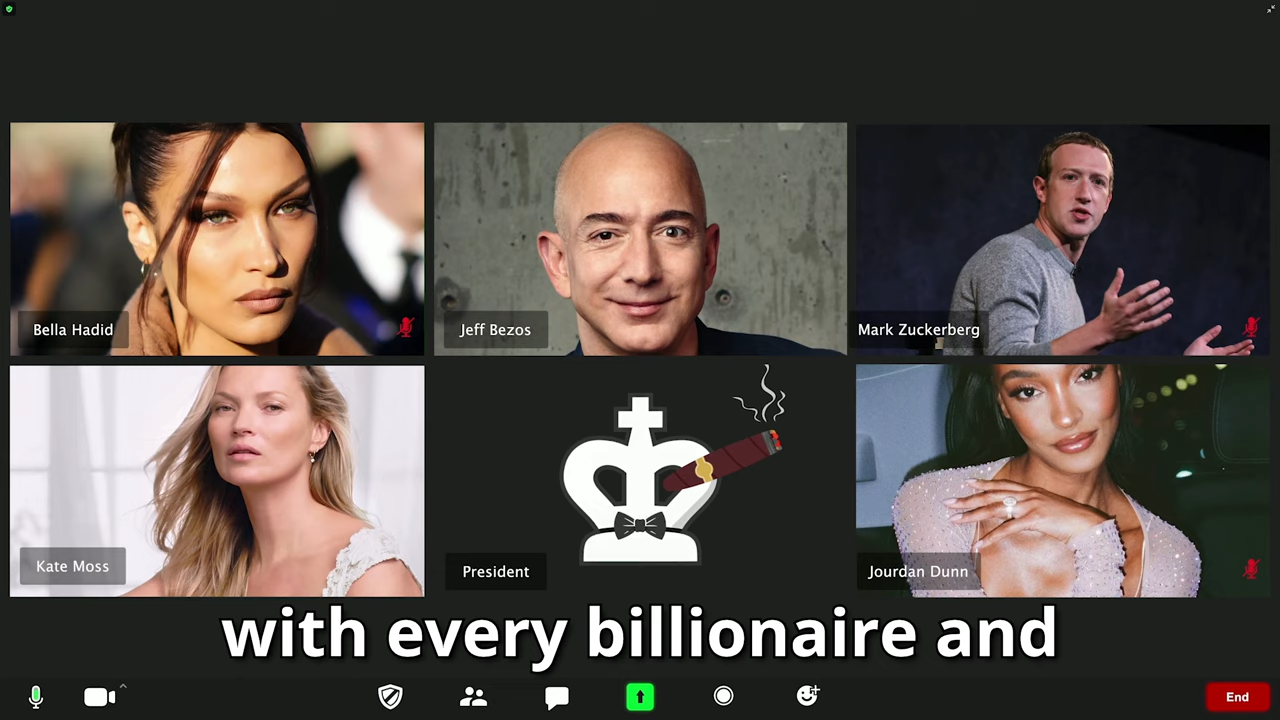 Bella Hadid
Jeff Bezos
Mark Zuckerberg
Kate Moss
President
Jourdan Dunn
with every billionaire and
End